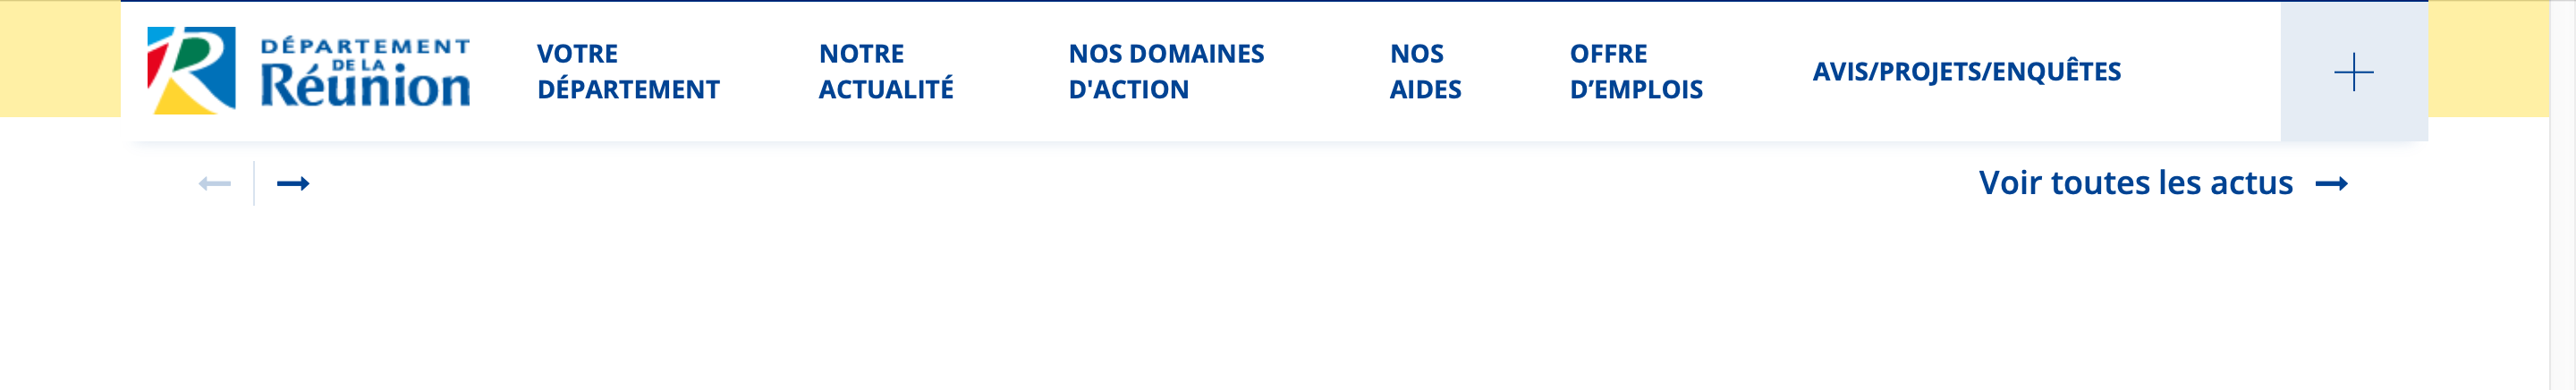 DÉPARTEMENT
DE LA
Réunion
VOTRE
DÉPARTEMENT
NOTRE
ACTUALITÉ
NOS DOMAINES
D'ACTION
NOS
AIDES
OFFRE
D’EMPLOIS
AVIS/PROJETS/ENQUÊTES
Voir toutes les actus